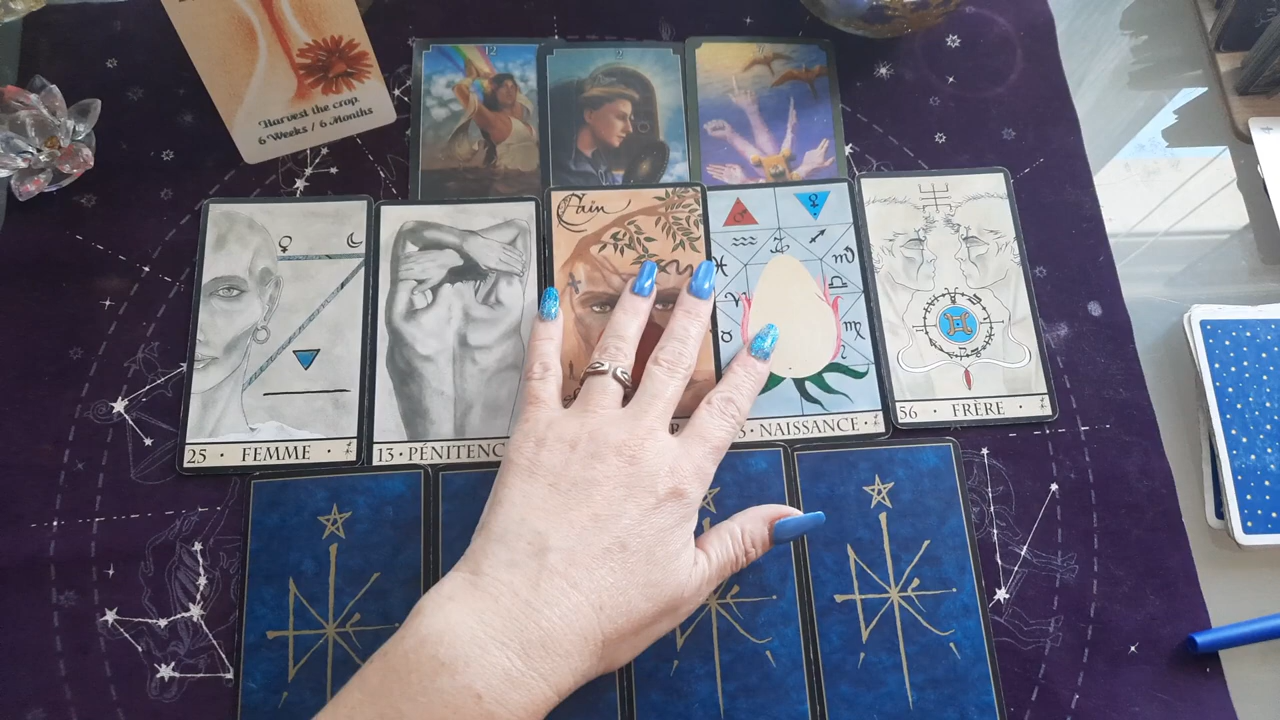 Harvest the crop.
6 Weeks / 6 Months
12
2
Cain
25 · FEMME ·
13 · PÉNITENC
· NAISSANCE ·
56 · FRÈRE ·